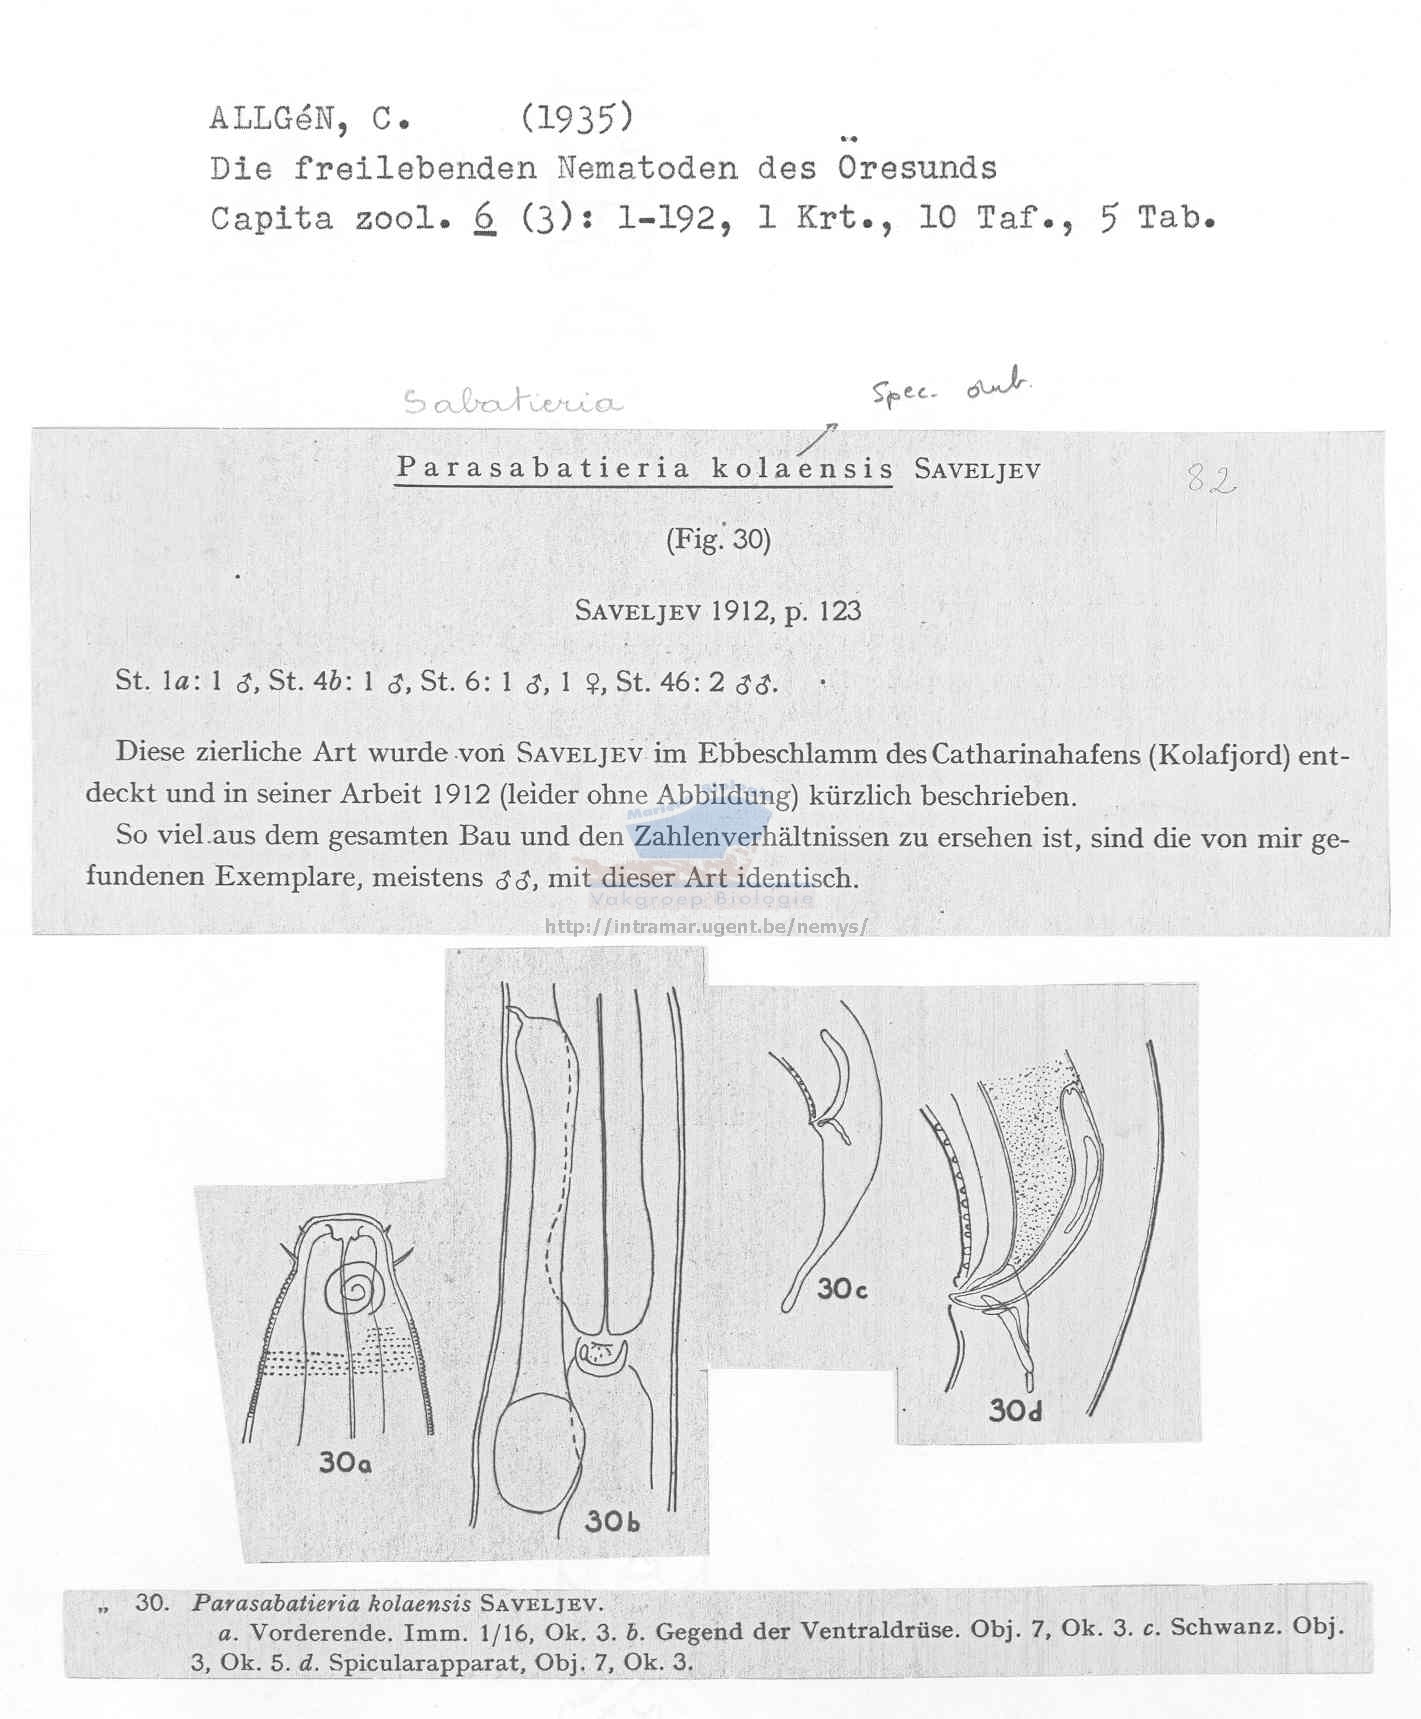 ALLGéN, C. (1935)
Die freilebenden Nematoden des Öresunds
Capita zool. 6 (3): 1-192, 1 Krt., 10 Taf., 5 Tab.
Sabatieria
Spec. dub.
Parasabatieria kolaënsis SAVELJEV
82
(Fig. 30)
SAVELJEV 1912, p. 123
St. 1a: 1 ♂, St. 4b: 1 ♂, St. 6: 1 ♂, 1 ♀, St. 46: 2 ♂♂.
Diese zierliche Art wurde von SAVELJEV im Ebbeschlamm des Catharinahafens (Kolafjord) ent-
deckt und in seiner Arbeit 1912 (leider ohne Abbildung) kürzlich beschrieben.
So viel aus dem gesamten Bau und den Zahlenverhältnissen zu ersehen ist, sind die von mir ge-
fundenen Exemplare, meistens ♂♂, mit dieser Art identisch.
Vakgroep Biologie
http://intramar.ugent.be/nemys/
30c
30d
30a
30b
„ 30. Parasabatieria kolaensis SAVELJEV.
a. Vorderende. Imm. 1/16, Ok. 3. b. Gegend der Ventraldrüse. Obj. 7, Ok. 3. c. Schwanz. Obj.
3, Ok. 5. d. Spicularapparat, Obj. 7, Ok. 3.